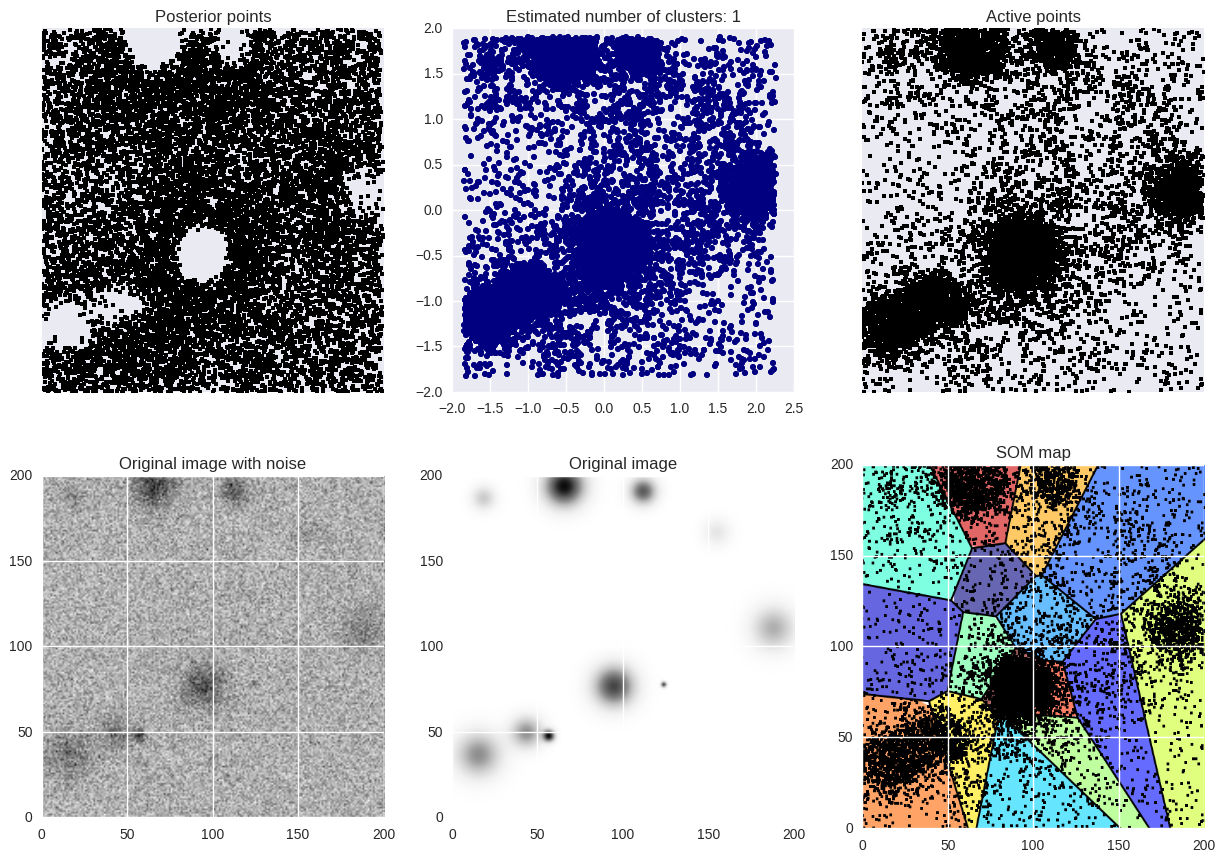 Posterior points
Estimated number of clusters: 1
Active points
2.0
1.5
1.0
0.5
0.0
−0.5
−1.0
−1.5
−2.0
−2.0 −1.5 −1.0 −0.5 0.0 0.5 1.0 1.5 2.0 2.5
Original image with noise
200
150
100
50
0
0 50 100 150 200
Original image
200
150
100
50
0
0 50 100 150 200
SOM map
200
150
100
50
0
0 50 100 150 200